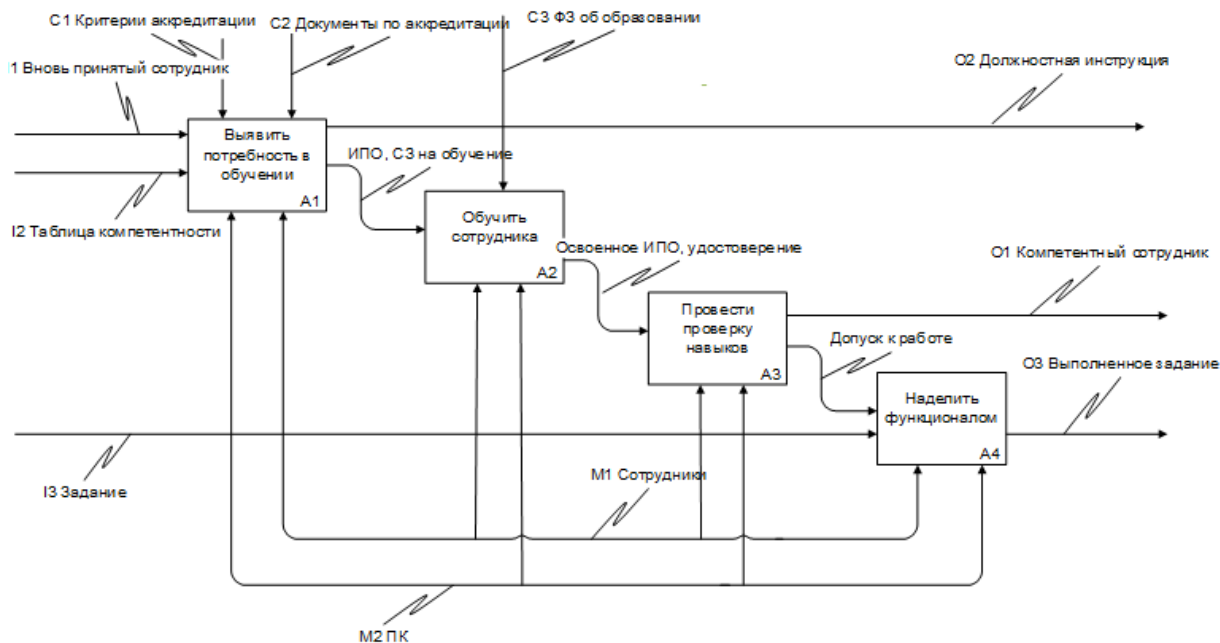 С1 Критерии аккредитации
С2 Документы по аккредитации
С3 ФЗ об образовании
I1 Вновь принятый сотрудник
О2 Должностная инструкция
Выявить
потребность в
обучении
А1
ИПО, СЗ на обучение
I2 Таблица компетентности
Обучить
сотрудника
А2
Освоенное ИПО, удостоверение
О1 Компетентный сотрудник
Провести
проверку
навыков
А3
Допуск к работе
О3 Выполненное задание
Наделить
функционалом
А4
I3 Задание
М1 Сотрудники
М2 ПК